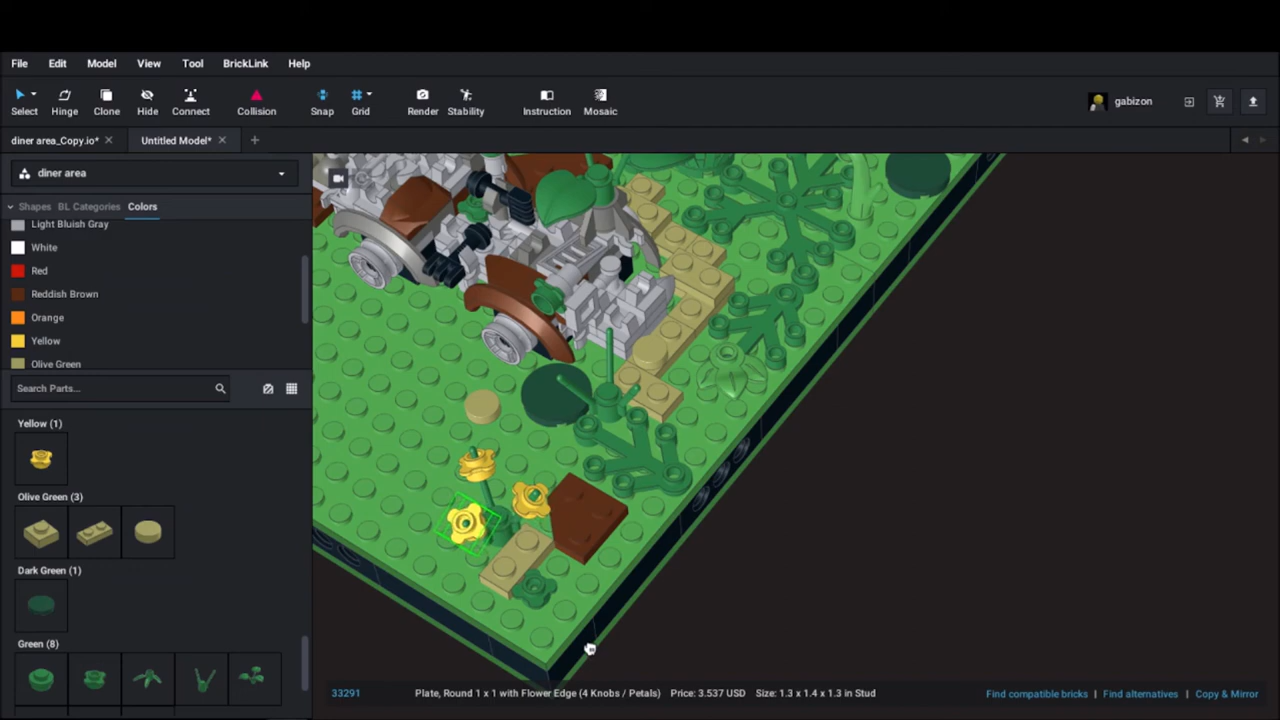 File Edit Model View Tool BrickLink Help
Select Hinge Clone Hide Connect Collision Snap Grid Render Stability Instruction Mosaic
gabizon
diner area_Copy.io* Untitled Model*
diner area
Shapes BL Categories Colors
Light Bluish Gray
White
Red
Reddish Brown
Orange
Yellow
Olive Green
Search Parts...
Yellow (1)
Olive Green (3)
Dark Green (1)
Green (8)
33291 Plate, Round 1 x 1 with Flower Edge (4 Knobs / Petals) Price: 3.537 USD Size: 1.3 x 1.4 x 1.3 in Stud Find compatible bricks | Find alternatives | Copy & Mirror